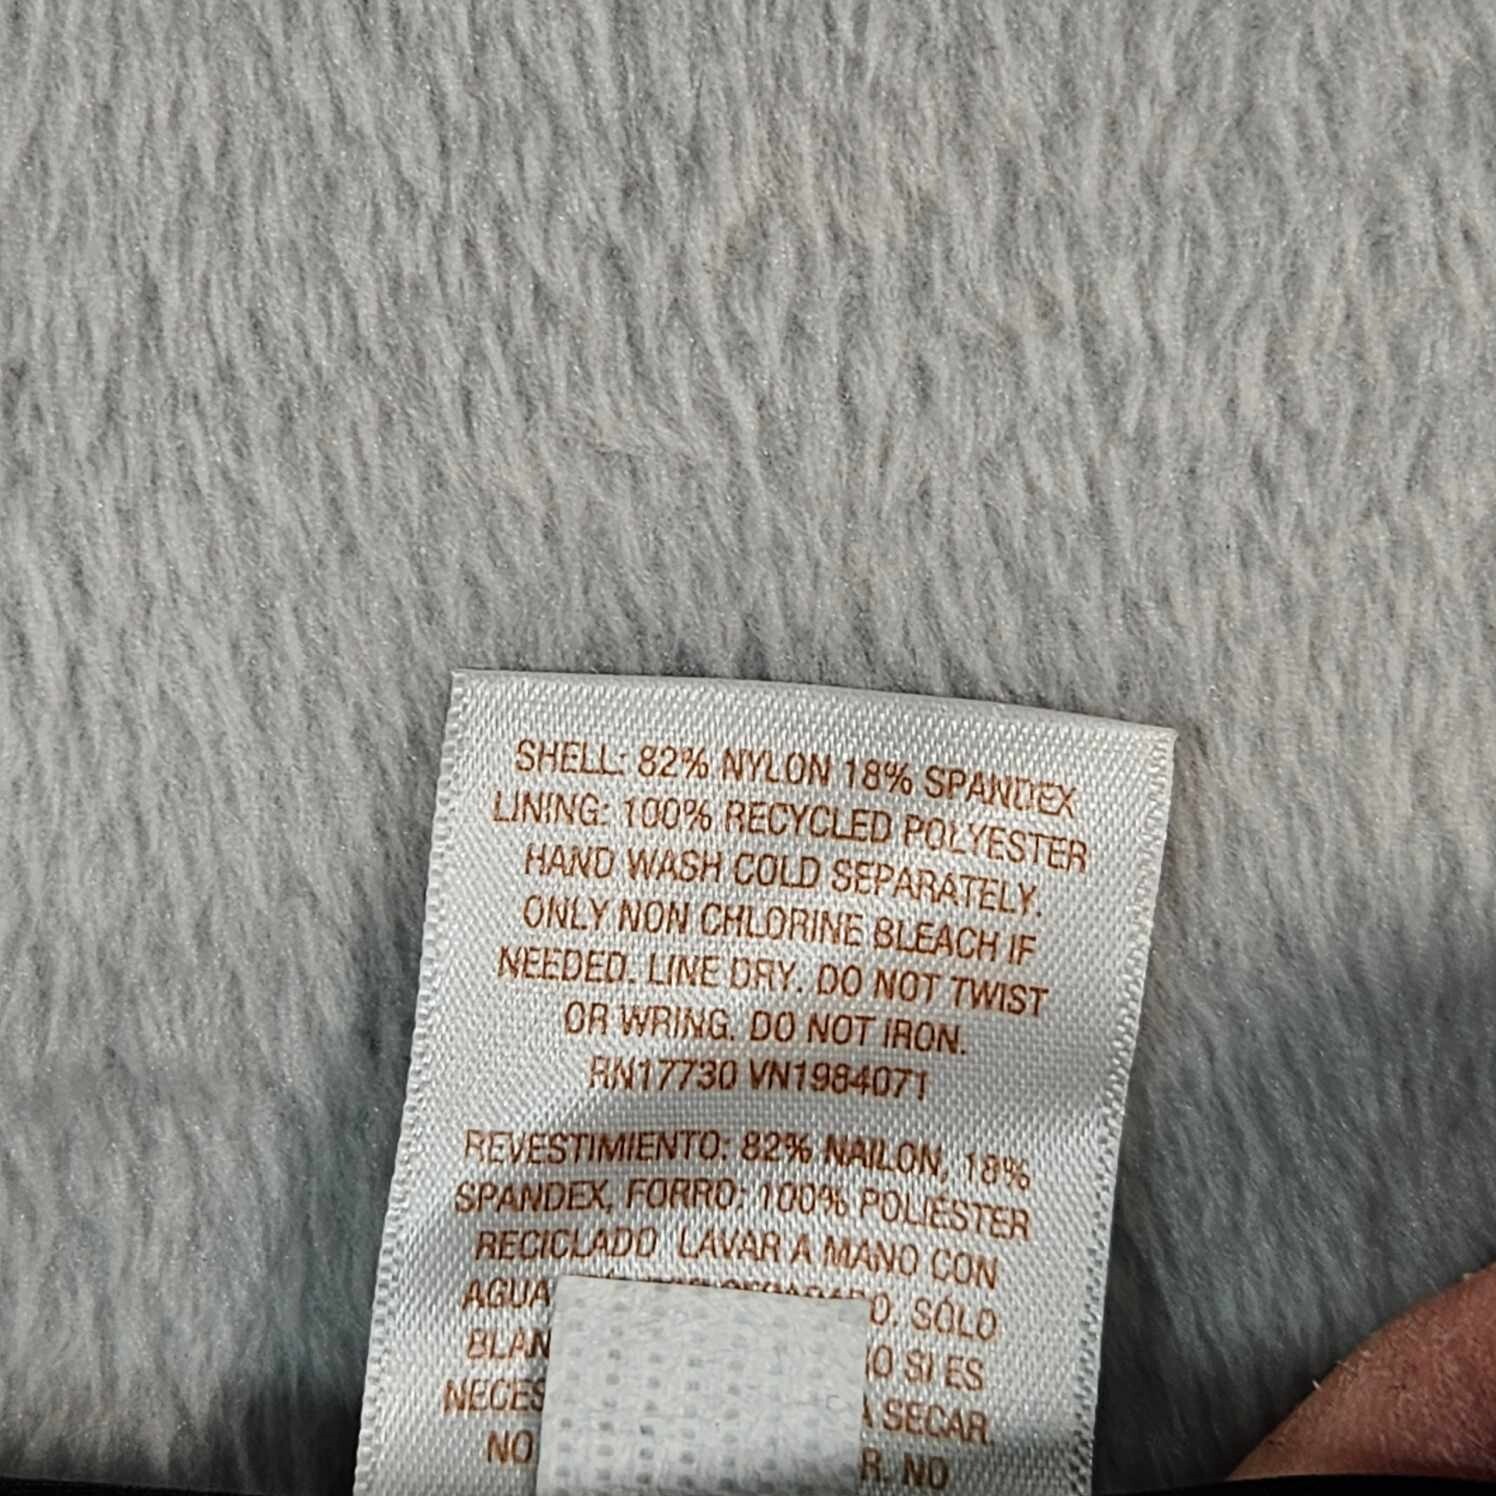 SHELL: 82% NYLON 18% SPANDEX
LINING: 100% RECYCLED POLYESTER
HAND WASH COLD SEPARATELY.
ONLY NON CHLORINE BLEACH IF
NEEDED. LINE DRY. DO NOT TWIST
OR WRING. DO NOT IRON.
RN17730 VN1984071
REVESTIMIENTO: 82% NAILON, 18%
SPANDEX, FORRO: 100% POLIÉSTER
RECICLADO LAVAR A MANO CON
AGUA SÓLO
SI ES
SECAR.
NO NO